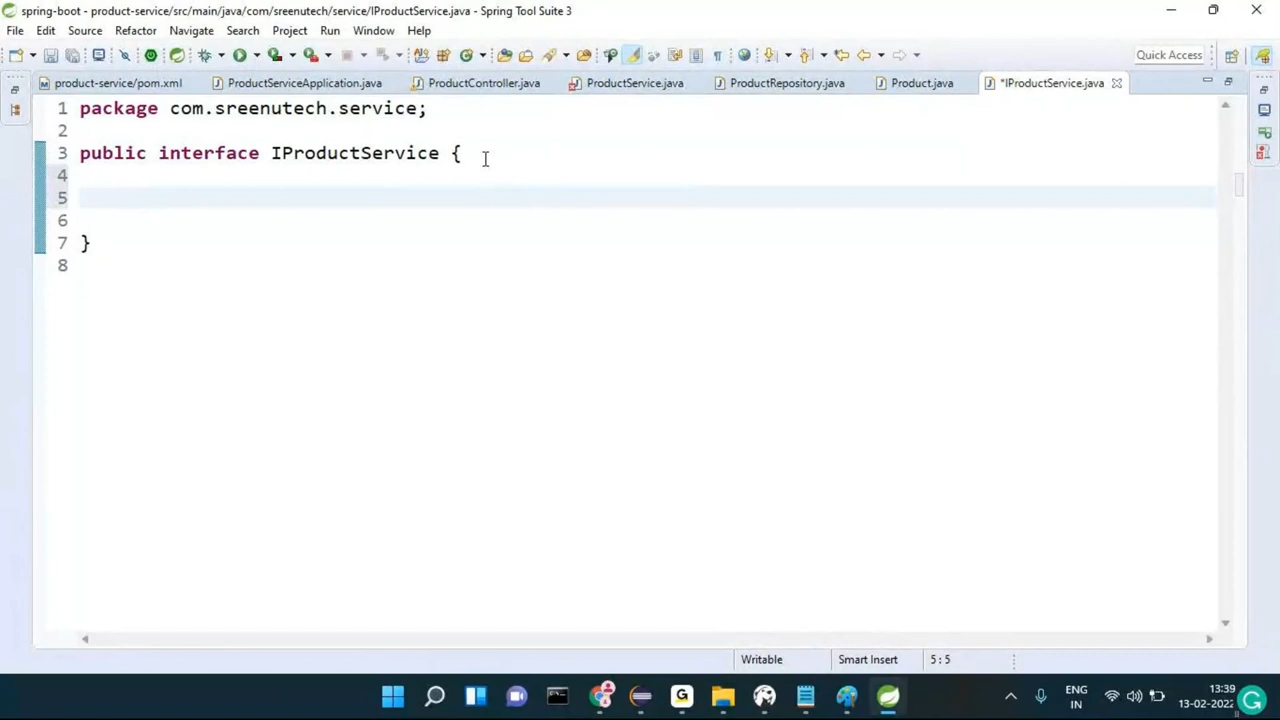 spring-boot - product-service/src/main/java/com/sreenutech/service/IProductService.java - Spring Tool Suite 3
File Edit Source Refactor Navigate Search Project Run Window Help
Quick Access
product-service/pom.xml ProductServiceApplication.java ProductController.java ProductService.java ProductRepository.java Product.java *IProductService.java
1 package com.sreenutech.service;
2
3 public interface IProductService {
4
5
6
7 }
8
Writable Smart Insert 5 : 5
ENG 13:39
IN 13-02-2022